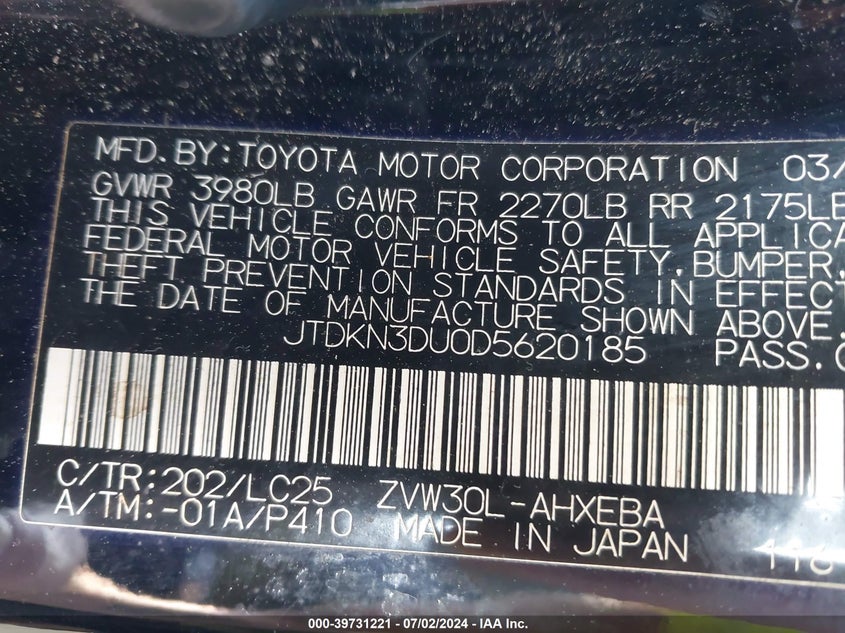 MFD.BY:TOYOTA MOTOR CORPORATION 03/
GVWR 3980LB GAWR FR 2270LB RR 2175LB
THIS VEHICLE CONFORMS TO ALL APPLICA
FEDERAL MOTOR VEHICLE SAFETY,BUMPER,
THEFT PREVENTION STANDARDS IN EFFECT
THE DATE OF MANUFACTURE SHOWN ABOVE.
JTDKN3DU0D5620185 PASS.C
C/TR:202/LC25 ZVW30L-AHXEBA
A/TM:-01A/P410 MADE IN JAPAN 116
000-39731221 - 07/02/2024 - IAA Inc.